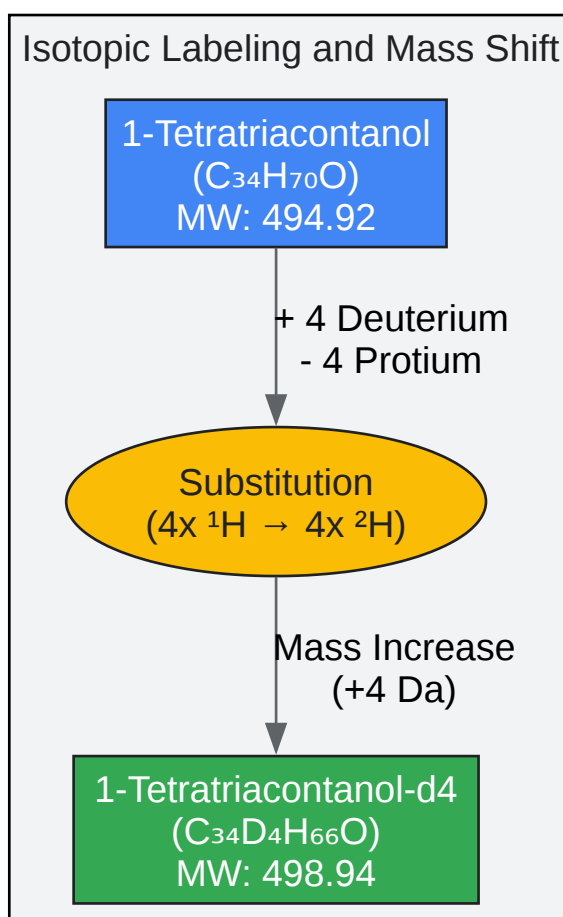 Isotopic Labeling and Mass Shift
1-Tetratriacontanol
(C₃₄H₇₀O)
MW: 494.92
+ 4 Deuterium
- 4 Protium
Substitution
(4x ¹H → 4x ²H)
Mass Increase
(+4 Da)
1-Tetratriacontanol-d4
(C₃₄D₄H₆₆O)
MW: 498.94